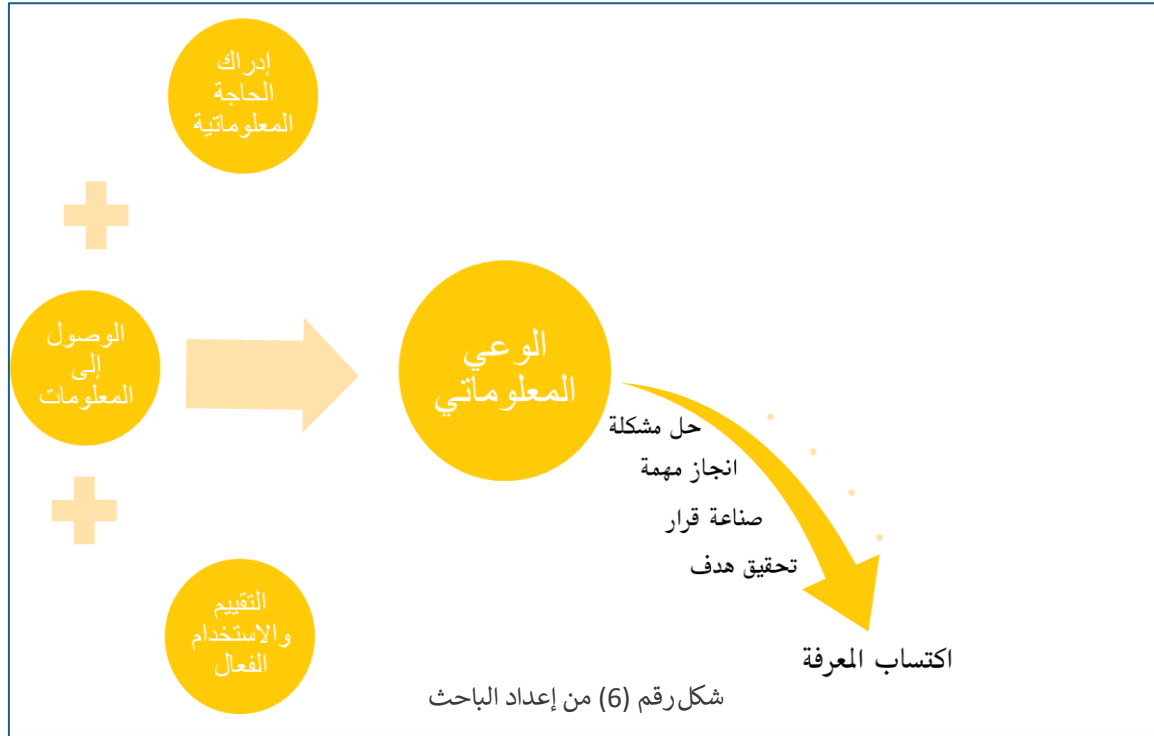 إدراك
الحاجة
المعلوماتية
الوصول
إلى
المعلومات
التقييم
والاستخدام
الفعال
الوعي
المعلوماتي
حل مشكلة
انجاز مهمة
صناعة قرار
تحقيق هدف
اكتساب المعرفة
شكل رقم (6) من إعداد الباحث